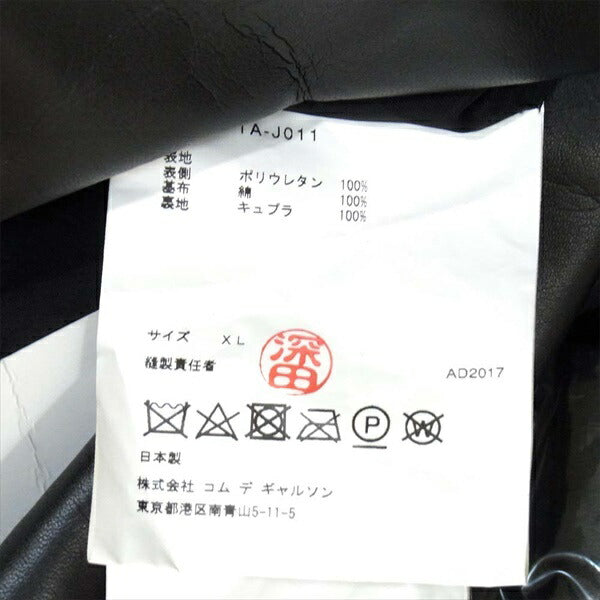 TA-J011
表地
表側 ポリウレタン 100%
基布 綿 100%
裏地 キュプラ 100%
サイズ XL
縫製責任者 深田
AD2017
P W
日本製
株式会社 コム デ ギャルソン
東京都港区南青山5-11-5